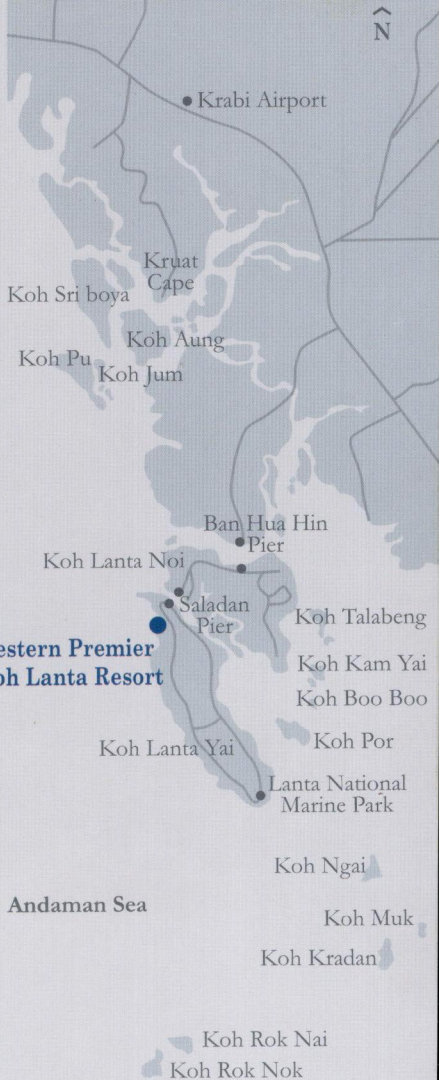 N
Krabi Airport
Kruat
Cape
Koh Sri boya
Koh Aung
Koh Pu
Koh Jum
Ban Hua Hin
Pier
Koh Lanta Noi
Saladan
Pier
Koh Talabeng
estern Premier
oh Lanta Resort
Koh Kam Yai
Koh Boo Boo
Koh Por
Koh Lanta Yai
Lanta National
Marine Park
Koh Ngai
Andaman Sea
Koh Muk
Koh Kradan
Koh Rok Nai
Koh Rok Nok